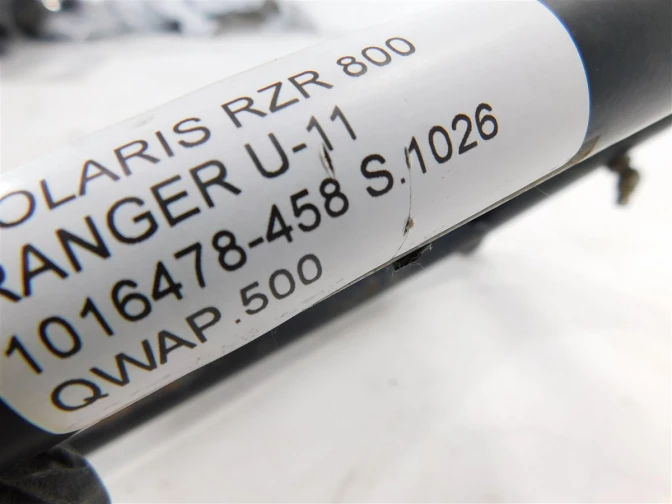 OLARIS RZR 800
RANGER U-11
1016478-458 S.1026
QWAP .500